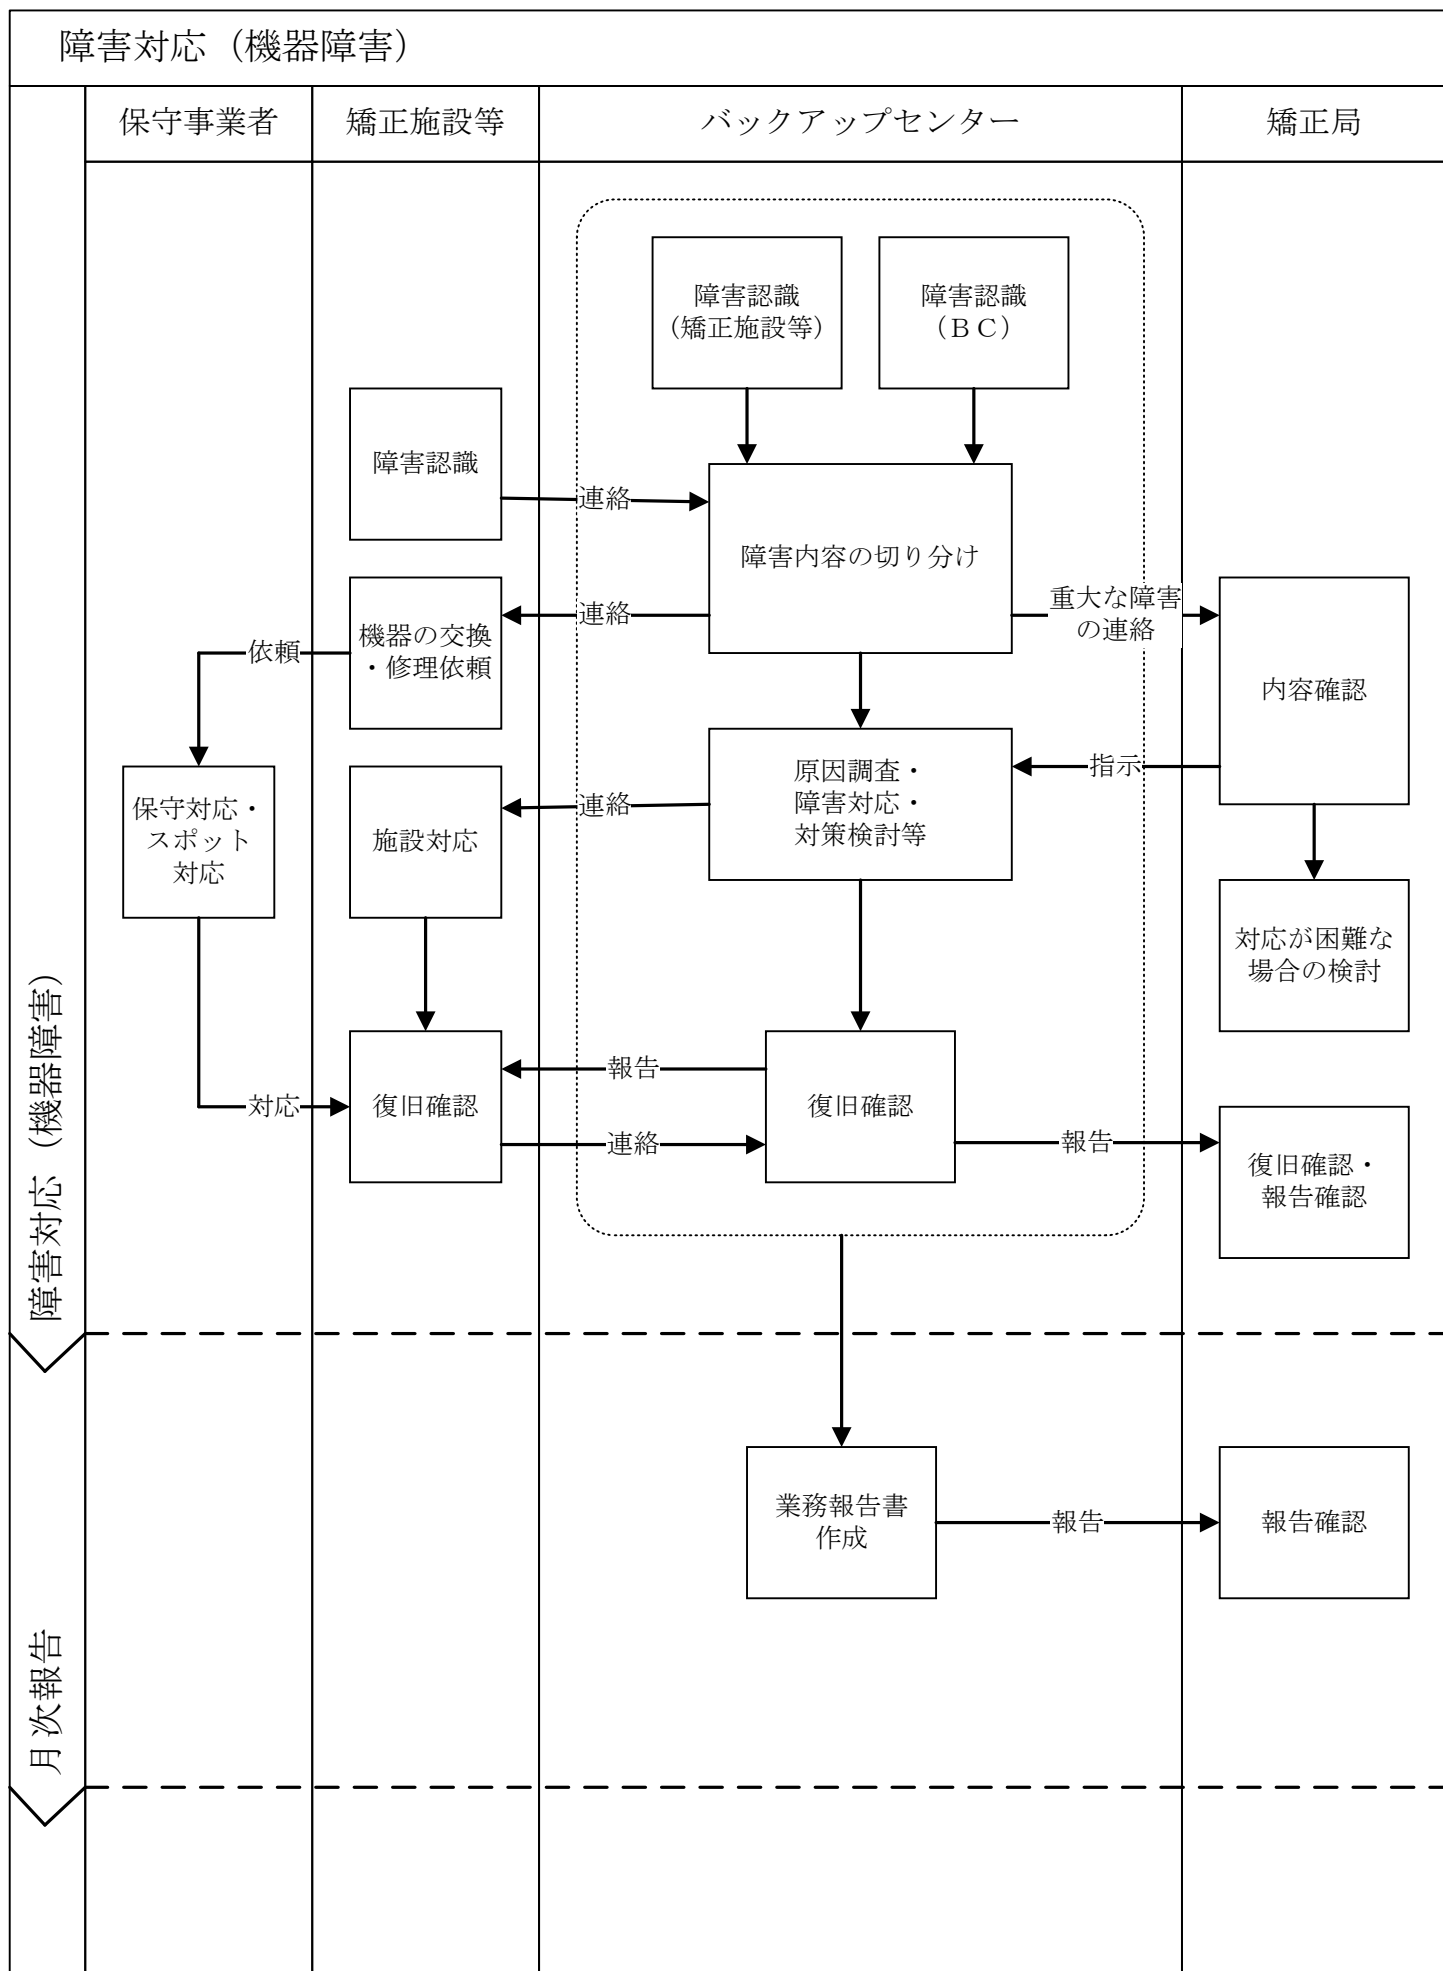 障害対応（機器障害）
保守事業者
矯正施設等
バックアップセンター
矯正局
障害認識
（矯正施設等）
障害認識
（ＢＣ）
障害認識
連絡
障害内容の切り分け
連絡
重大な障害
の連絡
機器の交換
・修理依頼
依頼
内容確認
原因調査・
障害対応・
対策検討等
指示
保守対応・
スポット
対応
施設対応
連絡
対応が困難な
場合の検討
復旧確認
報告
対応
連絡
復旧確認
報告
復旧確認・
報告確認
障害対応（機器障害）
業務報告書
作成
報告
報告確認
月次報告